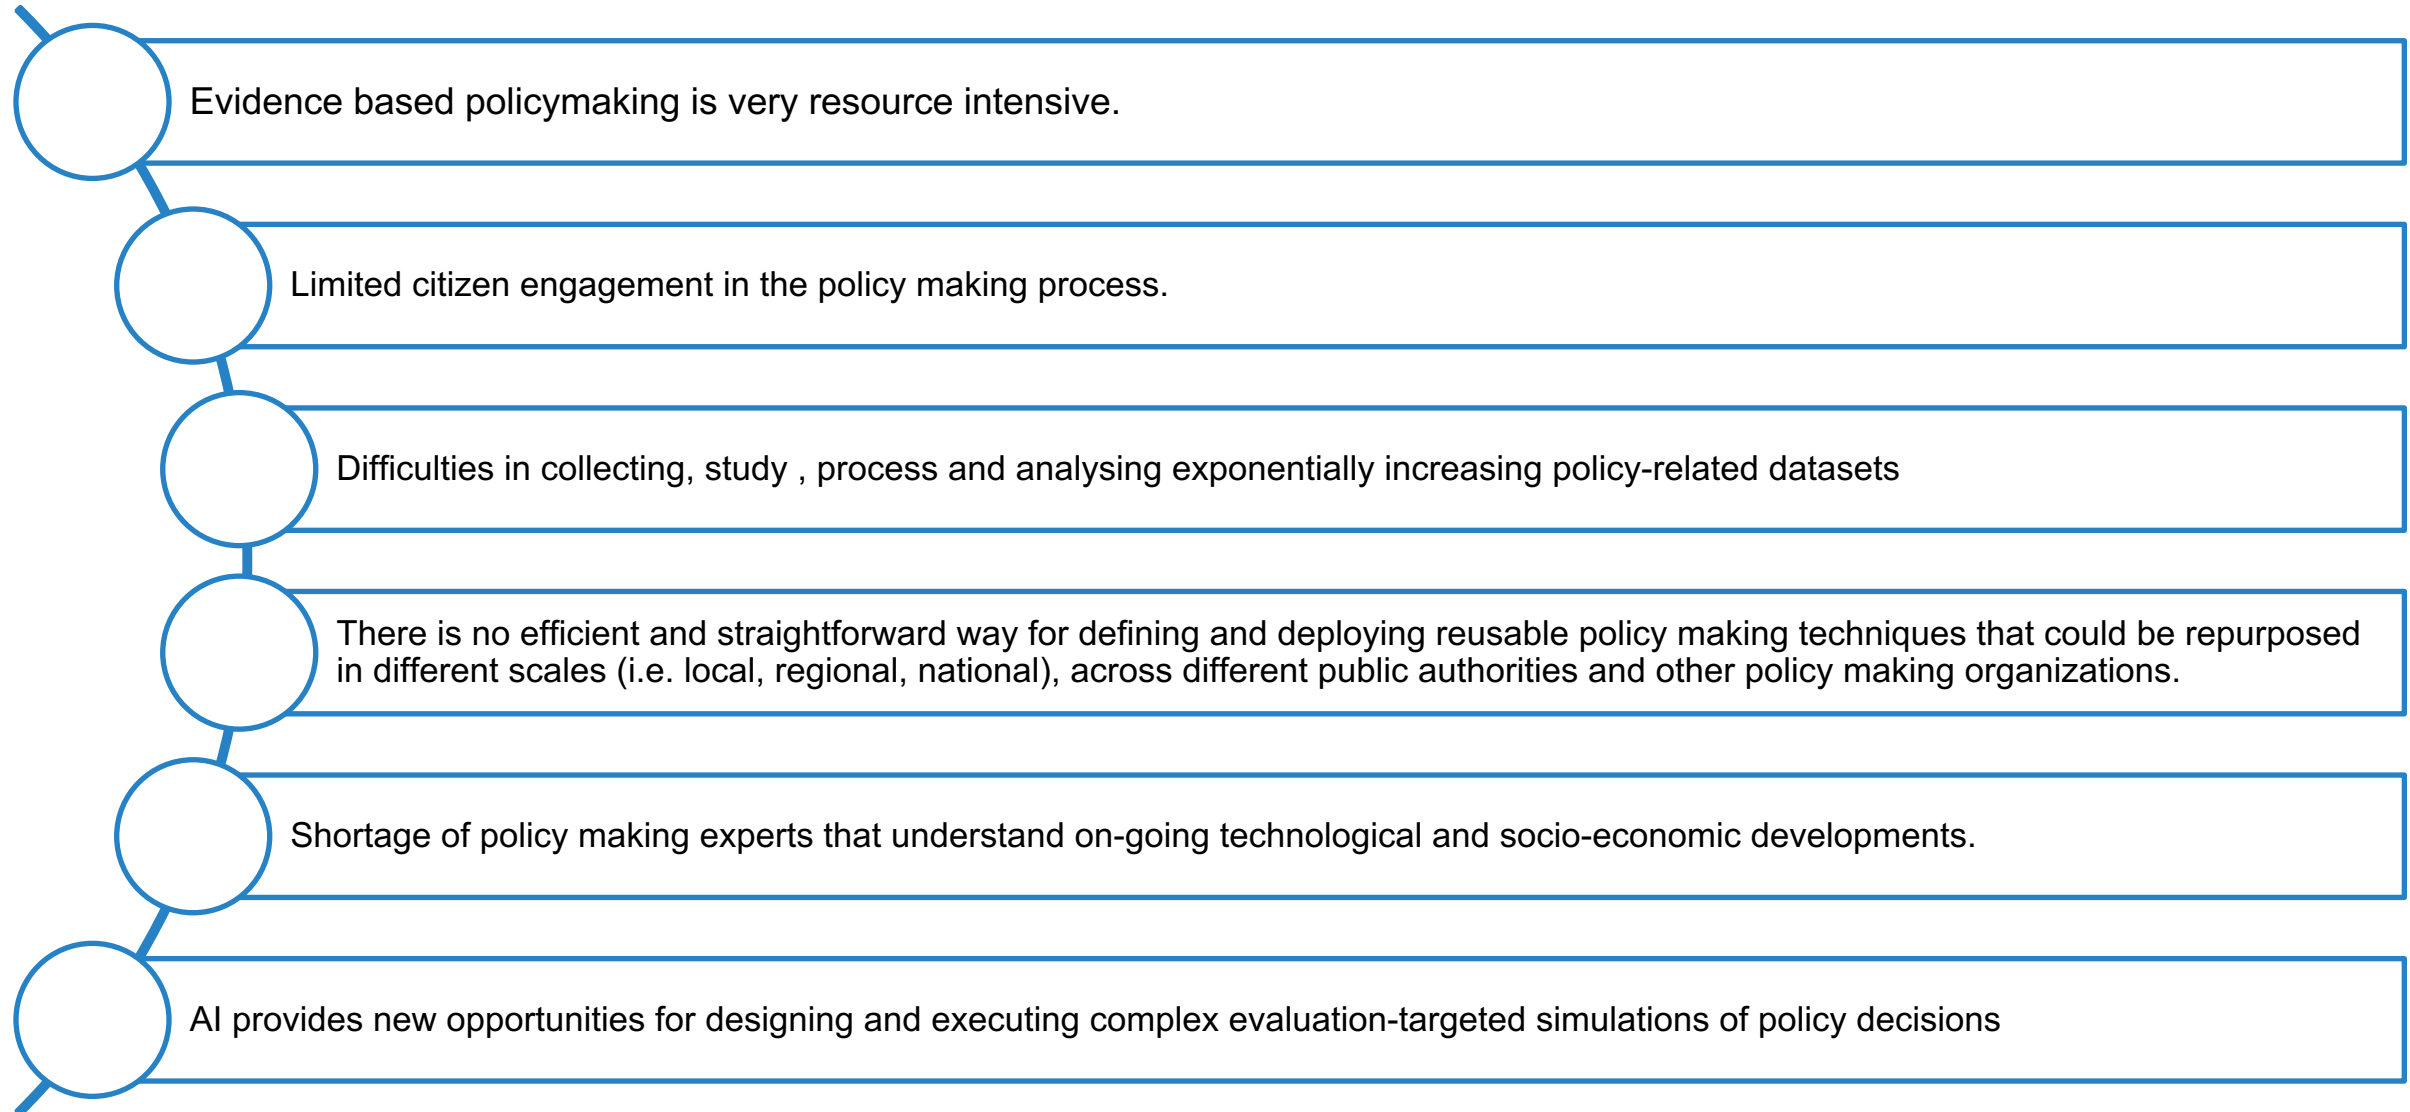 Evidence based policymaking is very resource intensive.
Limited citizen engagement in the policy making process.
Difficulties in collecting, study , process and analysing exponentially increasing policy-related datasets
There is no efficient and straightforward way for defining and deploying reusable policy making techniques that could be repurposed
in different scales (i.e. local, regional, national), across different public authorities and other policy making organizations.
Shortage of policy making experts that understand on-going technological and socio-economic developments.
AI provides new opportunities for designing and executing complex evaluation-targeted simulations of policy decisions